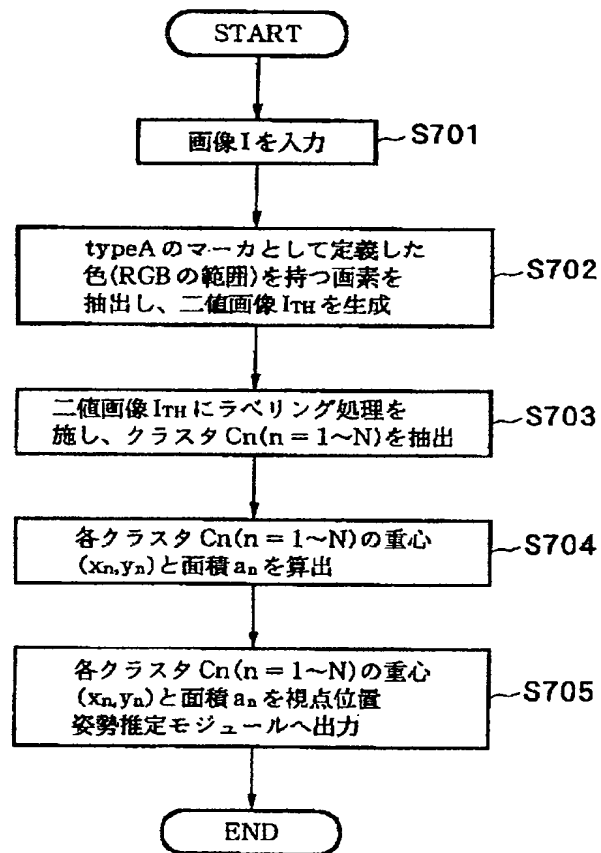 START
画像Iを入力
S701
typeAのマーカとして定義した
色(RGBの範囲)を持つ画素を
抽出し、二値画像ITHを生成
S702
二値画像ITHにラベリング処理を
施し、クラスタCn(n=1~N)を抽出
S703
各クラスタCn(n=1~N)の重心
(xn,yn)と面積anを算出
S704
各クラスタCn(n=1~N)の重心
(xn,yn)と面積anを視点位置
姿勢推定モジュールへ出力
S705
END